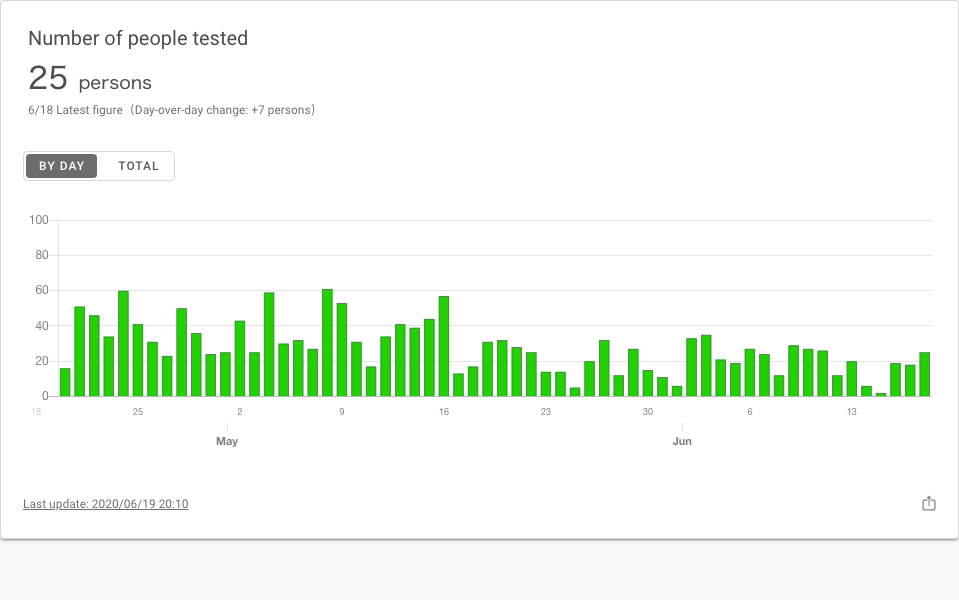 Number of people tested
25 persons
6/18 Latest figure（Day-over-day change: +7 persons）
BY DAY TOTAL
100
80
60
40
20
0
18 25 2 9 16 23 30 6 13
May Jun
Last update: 2020/06/19 20:10